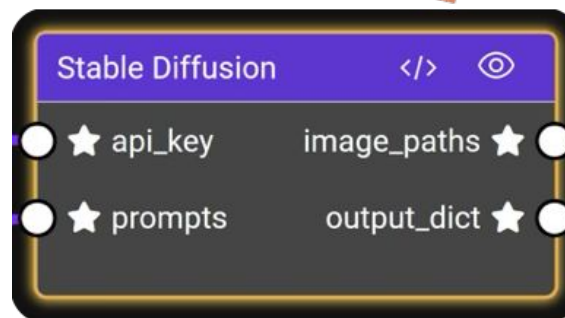 Stable Diffusion </>
api_key image_paths
prompts output_dict